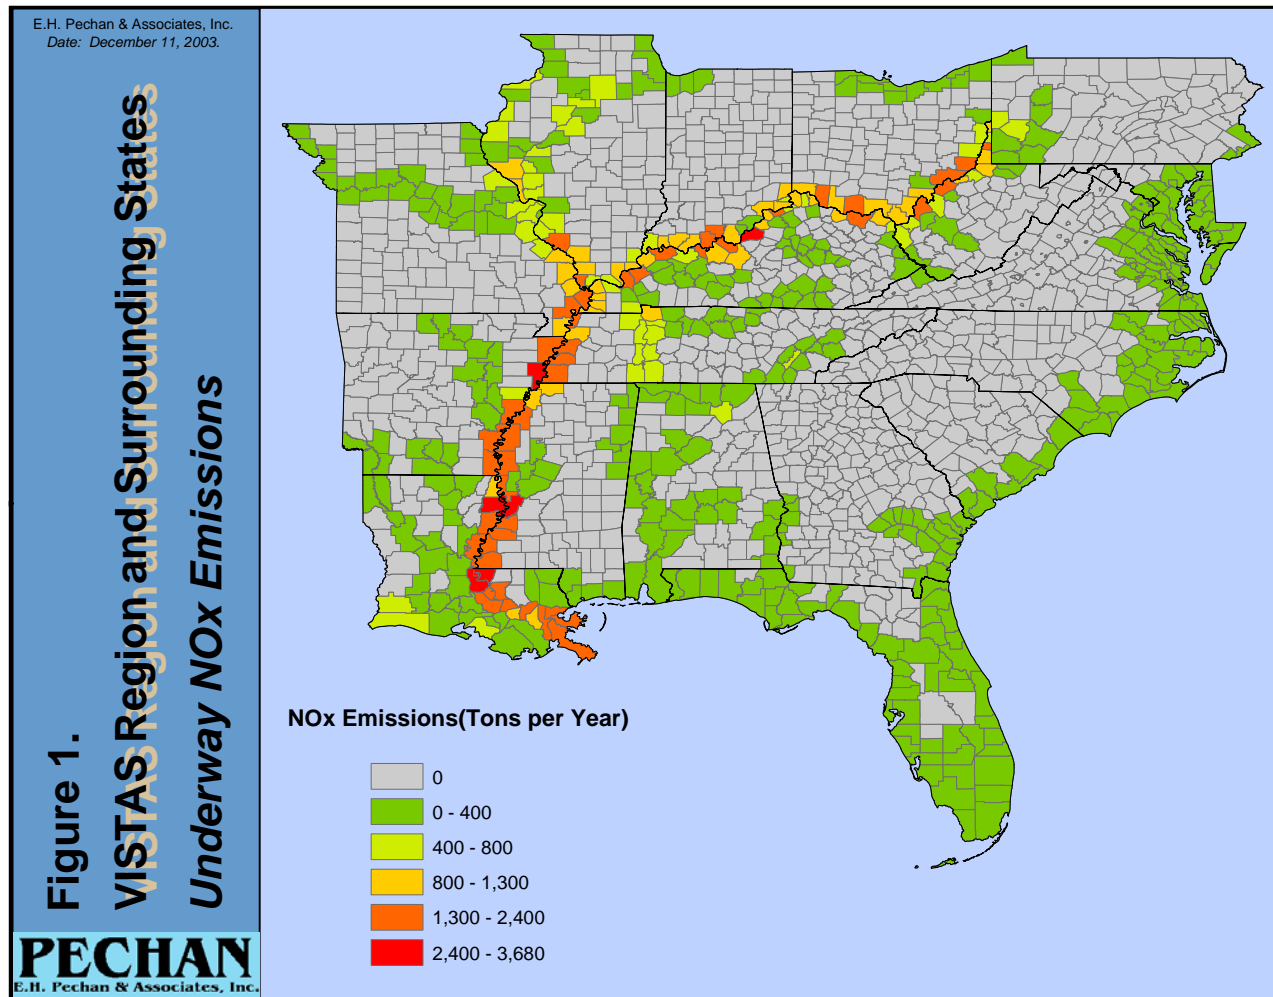 E.H. Pechan & Associates, Inc.
Date: December 11, 2003.
Figure 1.
VISTAS Region and Surrounding States
Underway NOx Emissions
PECHAN
E.H. Pechan & Associates, Inc.
NOx Emissions(Tons per Year)
0
0 - 400
400 - 800
800 - 1,300
1,300 - 2,400
2,400 - 3,680